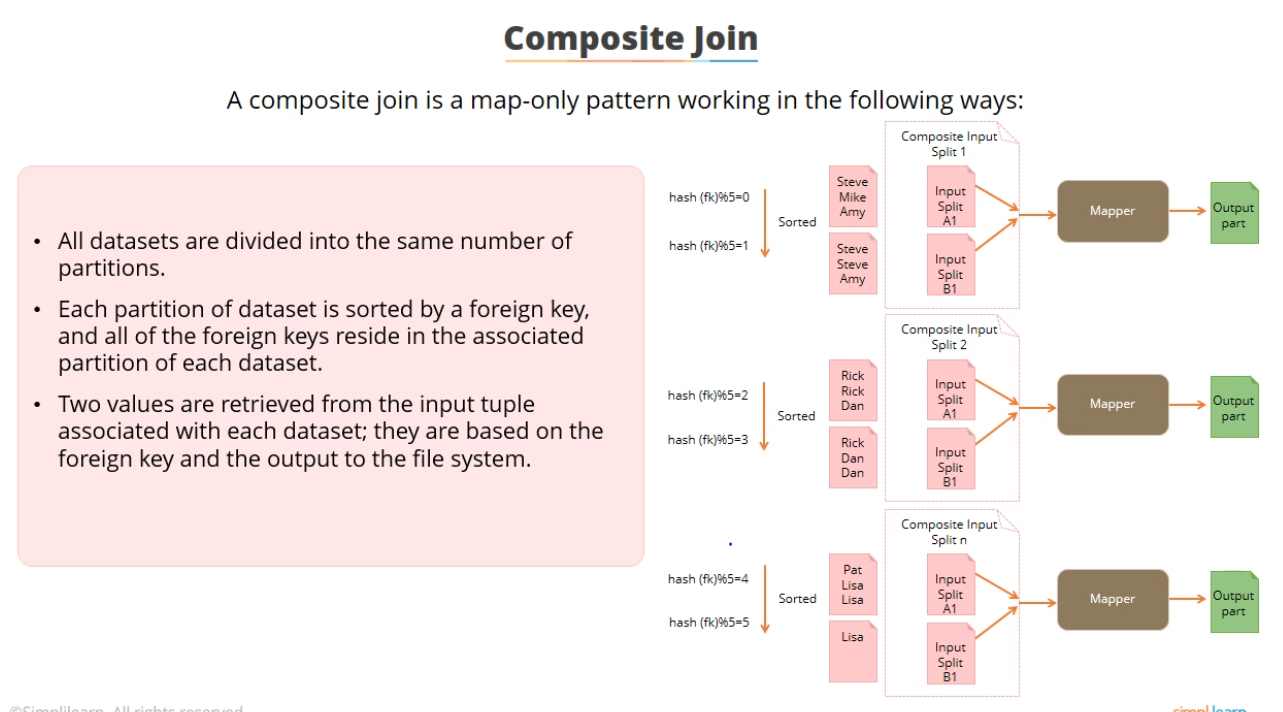 Composite Join
A composite join is a map-only pattern working in the following ways:
• All datasets are divided into the same number of
partitions.
• Each partition of dataset is sorted by a foreign key,
and all of the foreign keys reside in the associated
partition of each dataset.
• Two values are retrieved from the input tuple
associated with each dataset; they are based on the
foreign key and the output to the file system.
hash (fk)%5=0
hash (fk)%5=1
Sorted
Steve
Mike
Amy
Steve
Steve
Amy
Composite Input
Split 1
Input
Split
A1
Input
Split
B1
Mapper
Output
part
hash (fk)%5=2
hash (fk)%5=3
Sorted
Rick
Rick
Dan
Rick
Dan
Dan
Composite Input
Split 2
Input
Split
A1
Input
Split
B1
Mapper
Output
part
hash (fk)%5=4
hash (fk)%5=5
Sorted
Pat
Lisa
Lisa
Lisa
Composite Input
Split n
Input
Split
A1
Input
Split
B1
Mapper
Output
part
©Simplilearn. All rights reserved
simplilearn